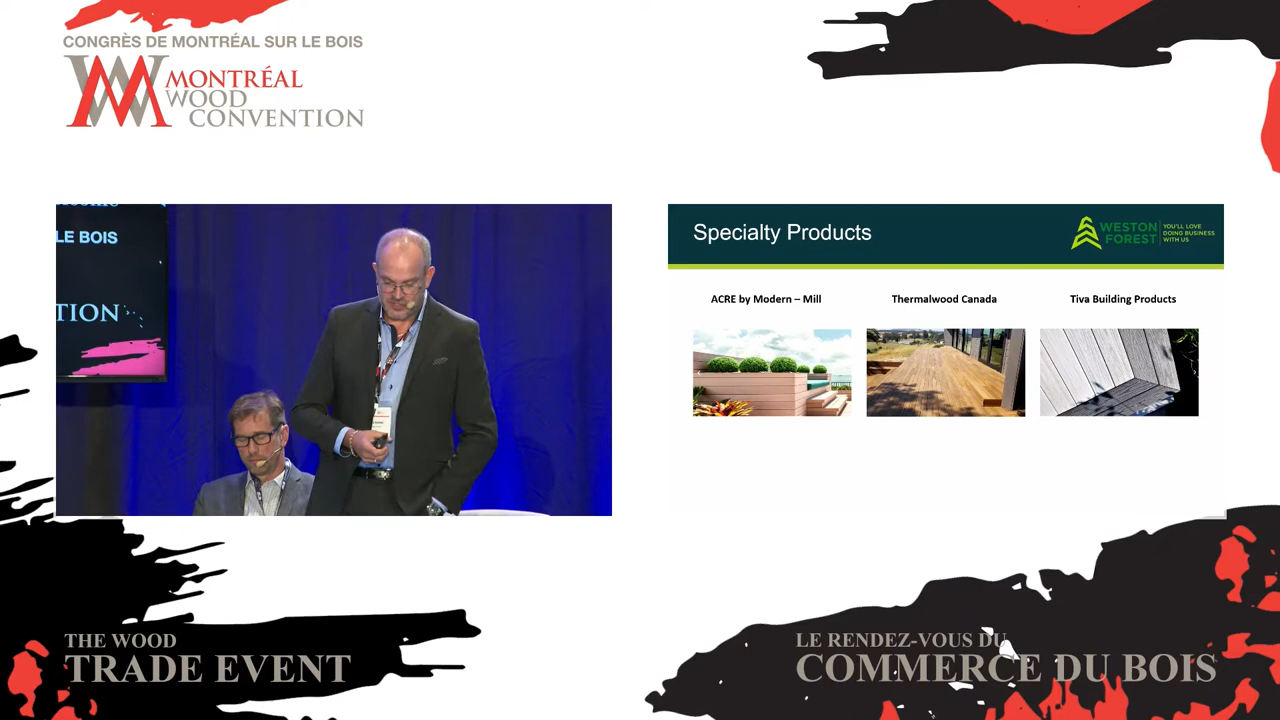 CONGRÈS DE MONTRÉAL SUR LE BOIS
MONTRÉAL
WOOD
CONVENTION
LE BOIS
TION
Specialty Products
WESTON
FOREST
YOU'LL LOVE
DOING BUSINESS
WITH US
ACRE by Modern – Mill
Thermalwood Canada
Tiva Building Products
THE WOOD
TRADE EVENT
LE RENDEZ-VOUS DU
COMMERCE DU BOIS